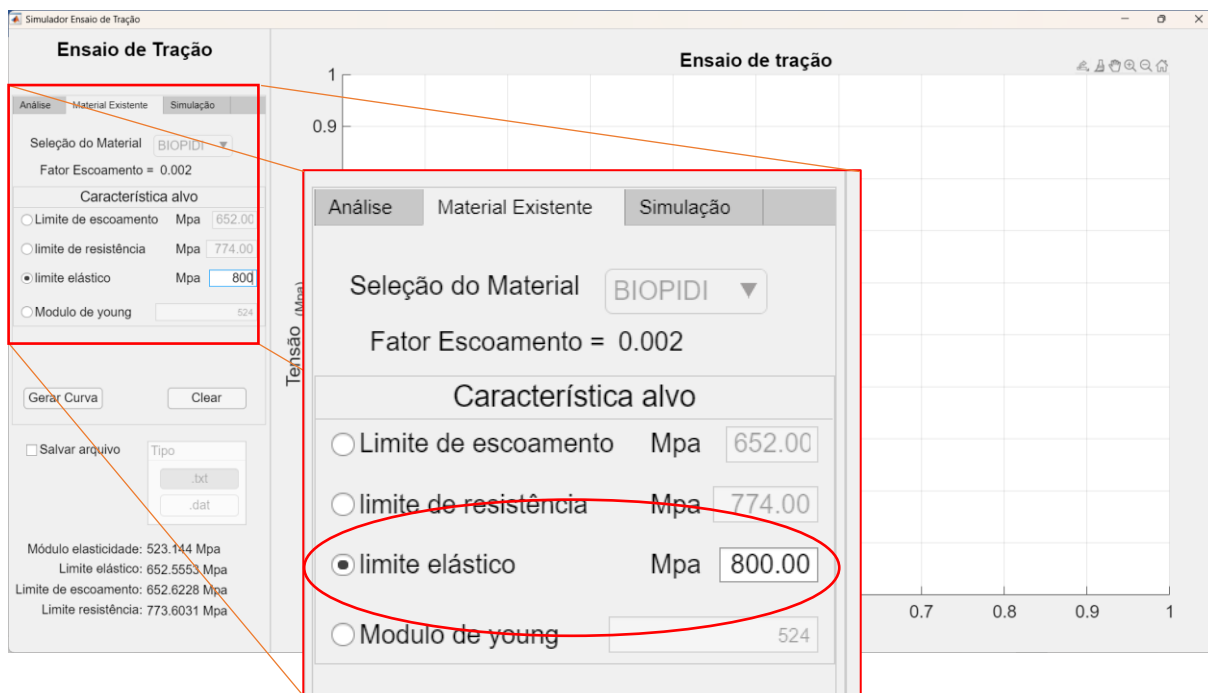 Simulador Ensaio de Tração
Ensaio de Tração
Análise Material Existente Simulação
Seleção do Material BIOPIDI
Fator Escoamento = 0.002
Característica alvo
Limite de escoamento Mpa 652.00
limite de resistência Mpa 774.00
limite elástico Mpa 800
Modulo de young 524
Gerar Curva Clear
Salvar arquivo Tipo
.txt
.dat
Módulo elasticidade: 523.144 Mpa
Limite elástico: 652.5553 Mpa
Limite de escoamento: 652.6228 Mpa
Limite resistência: 773.6031 Mpa
Ensaio de tração
1
0.9
Tensão (Mpa)
0.7 0.8 0.9 1
Análise Material Existente Simulação
Seleção do Material BIOPIDI
Fator Escoamento = 0.002
Característica alvo
Limite de escoamento Mpa 652.00
limite de resistência Mpa 774.00
limite elástico Mpa 800.00
Modulo de young 524